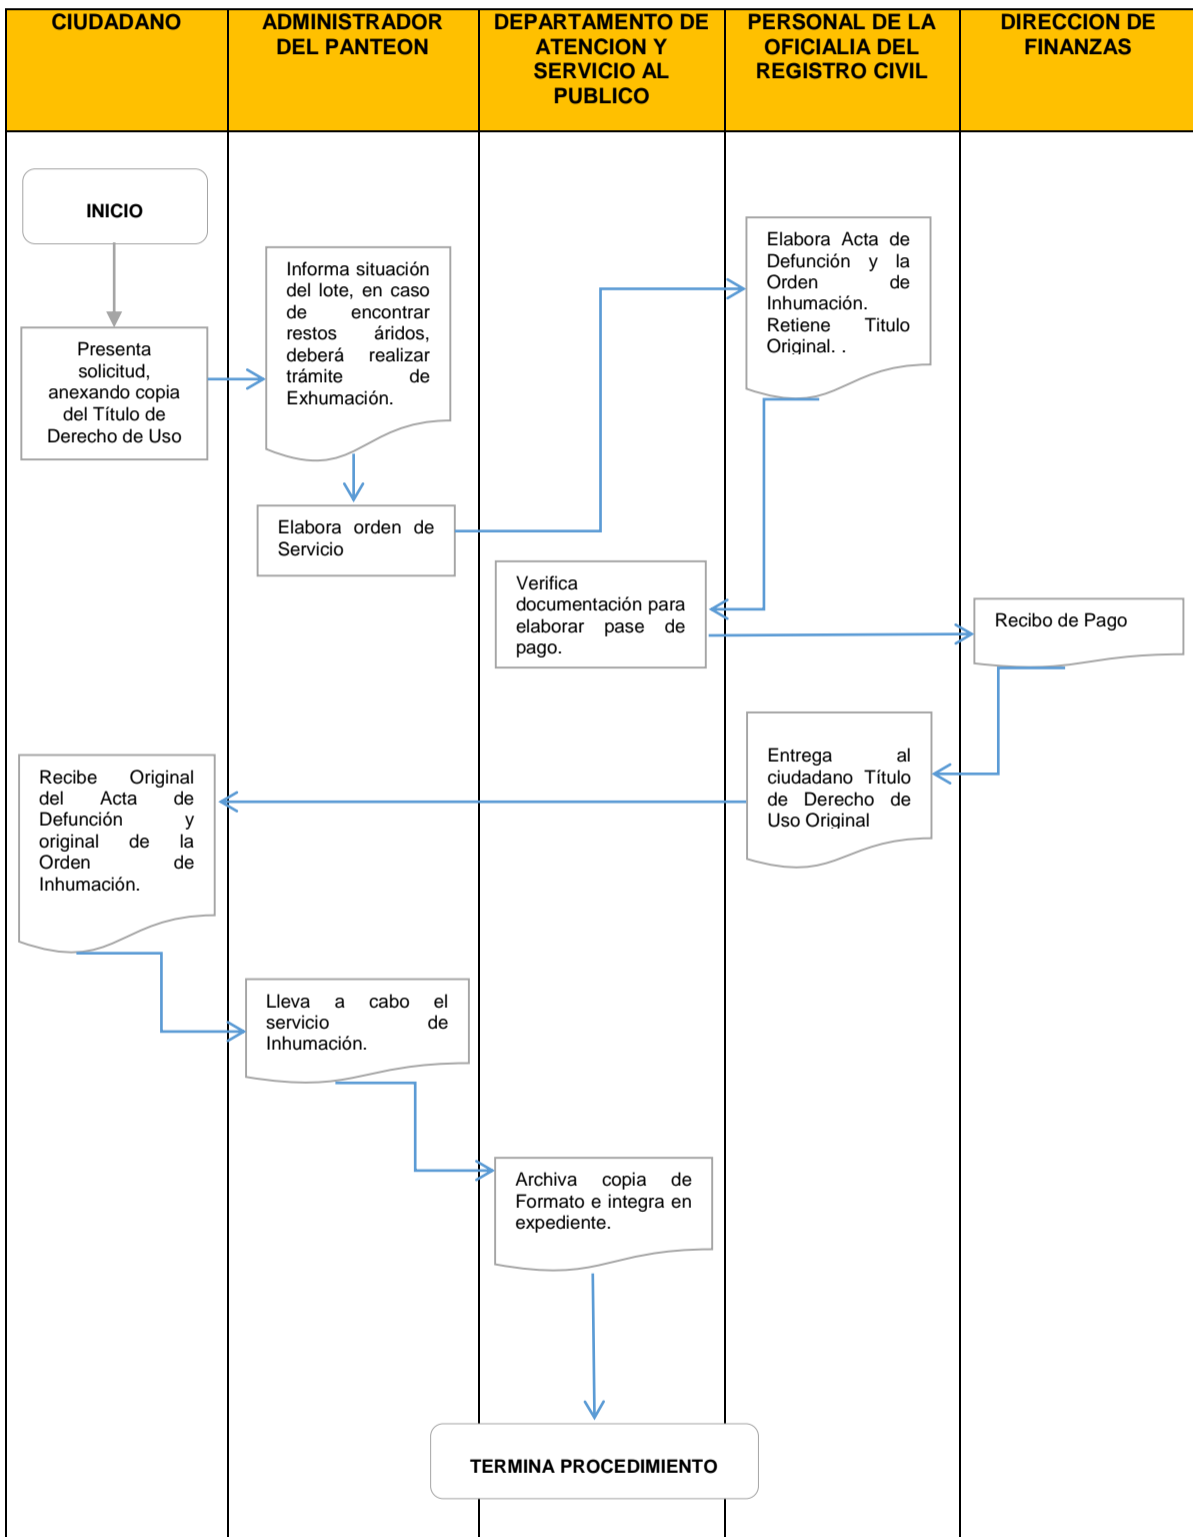 CIUDADANO
ADMINISTRADOR
DEL PANTEON
DEPARTAMENTO DE
ATENCION Y
SERVICIO AL
PUBLICO
PERSONAL DE LA
OFICIALIA DEL
REGISTRO CIVIL
DIRECCION DE
FINANZAS
INICIO
Presenta
solicitud,
anexando copia
del Título de
Derecho de Uso
Informa situación
del lote, en caso
de encontrar
restos áridos,
deberá realizar
trámite de
Exhumación.
Elabora orden de
Servicio
Elabora Acta de
Defunción y la
Orden de
Inhumación.
Retiene Titulo
Original. .
Verifica
documentación para
elaborar pase de
pago.
Recibo de Pago
Entrega al
ciudadano Título
de Derecho de
Uso Original
Recibe Original
del Acta de
Defunción y
original de la
Orden de
Inhumación.
Lleva a cabo el
servicio de
Inhumación.
Archiva copia de
Formato e integra en
expediente.
TERMINA PROCEDIMIENTO